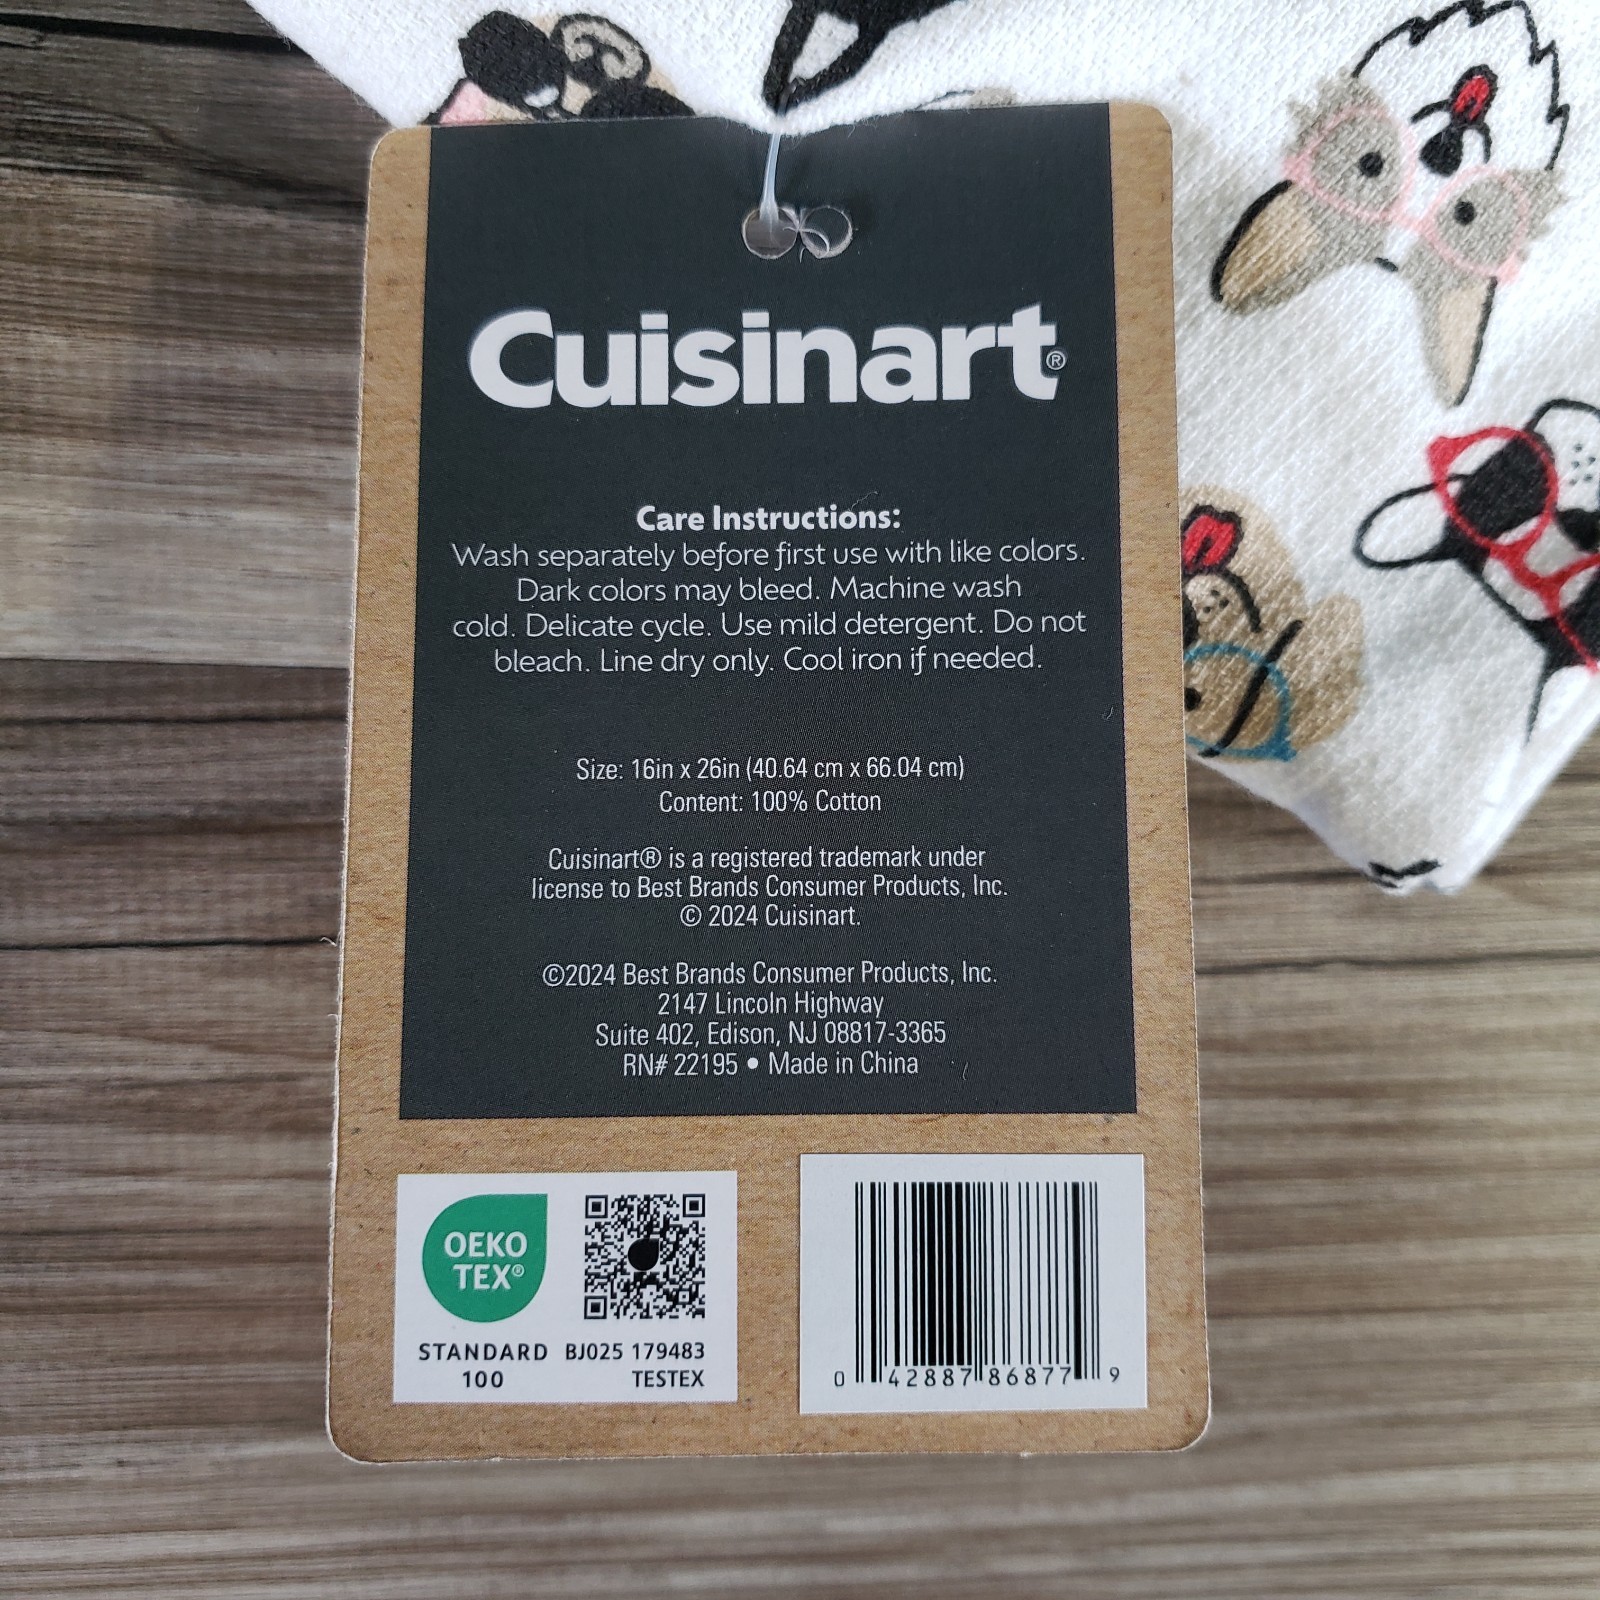 Cuisinart®
Care Instructions:
Wash separately before first use with like colors.
Dark colors may bleed. Machine wash
cold. Delicate cycle. Use mild detergent. Do not
bleach. Line dry only. Cool iron if needed.
Size: 16in x 26in (40.64 cm x 66.04 cm)
Content: 100% Cotton
Cuisinart® is a registered trademark under
license to Best Brands Consumer Products, Inc.
© 2024 Cuisinart.
©2024 Best Brands Consumer Products, Inc.
2147 Lincoln Highway
Suite 402, Edison, NJ 08817-3365
RN# 22195 • Made in China
OEKO
TEX®
STANDARD
100
BJ025 179483
TESTEX
0 42887 86877 9